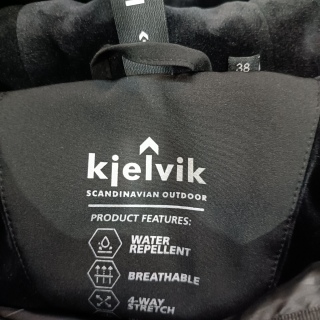 38
kjelvik
SCANDINAVIAN OUTDOOR
PRODUCT FEATURES:
WATER
REPELLENT
BREATHABLE
4-WAY
STRETCH